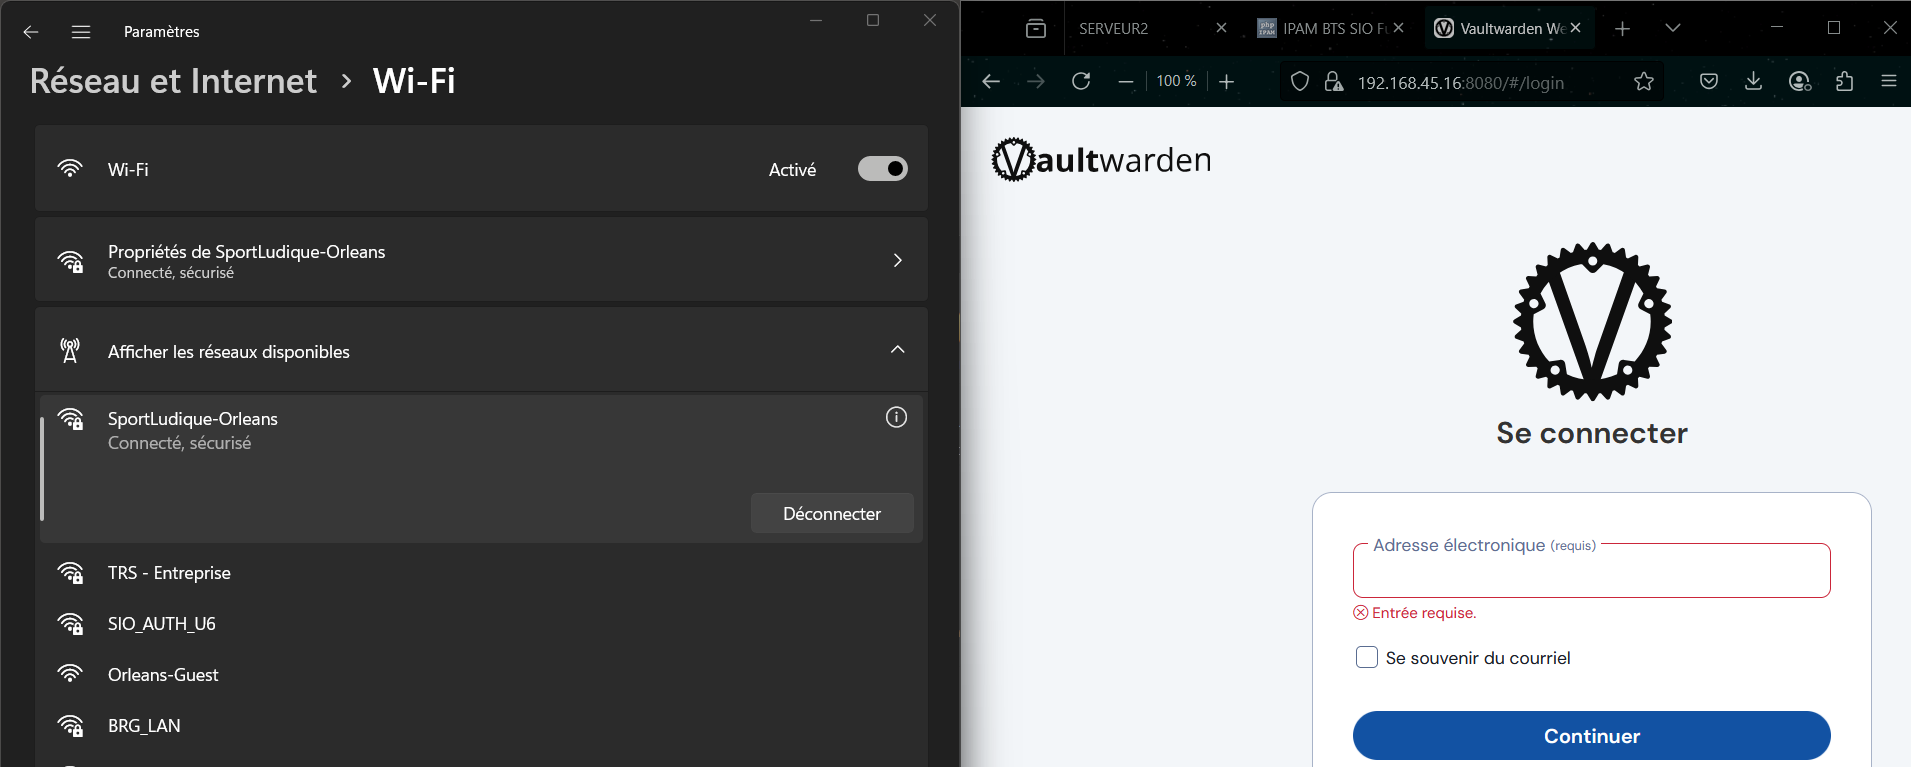 Paramètres
Réseau et Internet > Wi-Fi
Wi-Fi
Activé
Propriétés de SportLudique-Orleans
Connecté, sécurisé
Afficher les réseaux disponibles
SportLudique-Orleans
Connecté, sécurisé
Déconnecter
TRS - Entreprise
SIO_AUTH_U6
Orleans-Guest
BRG_LAN
SERVEUR2
IPAM BTS SIO
Vaultwarden
100 %
192.168.45.16:8080/#/login
Vaultwarden
Se connecter
Adresse électronique (requis)
Entrée requise.
Se souvenir du courriel
Continuer